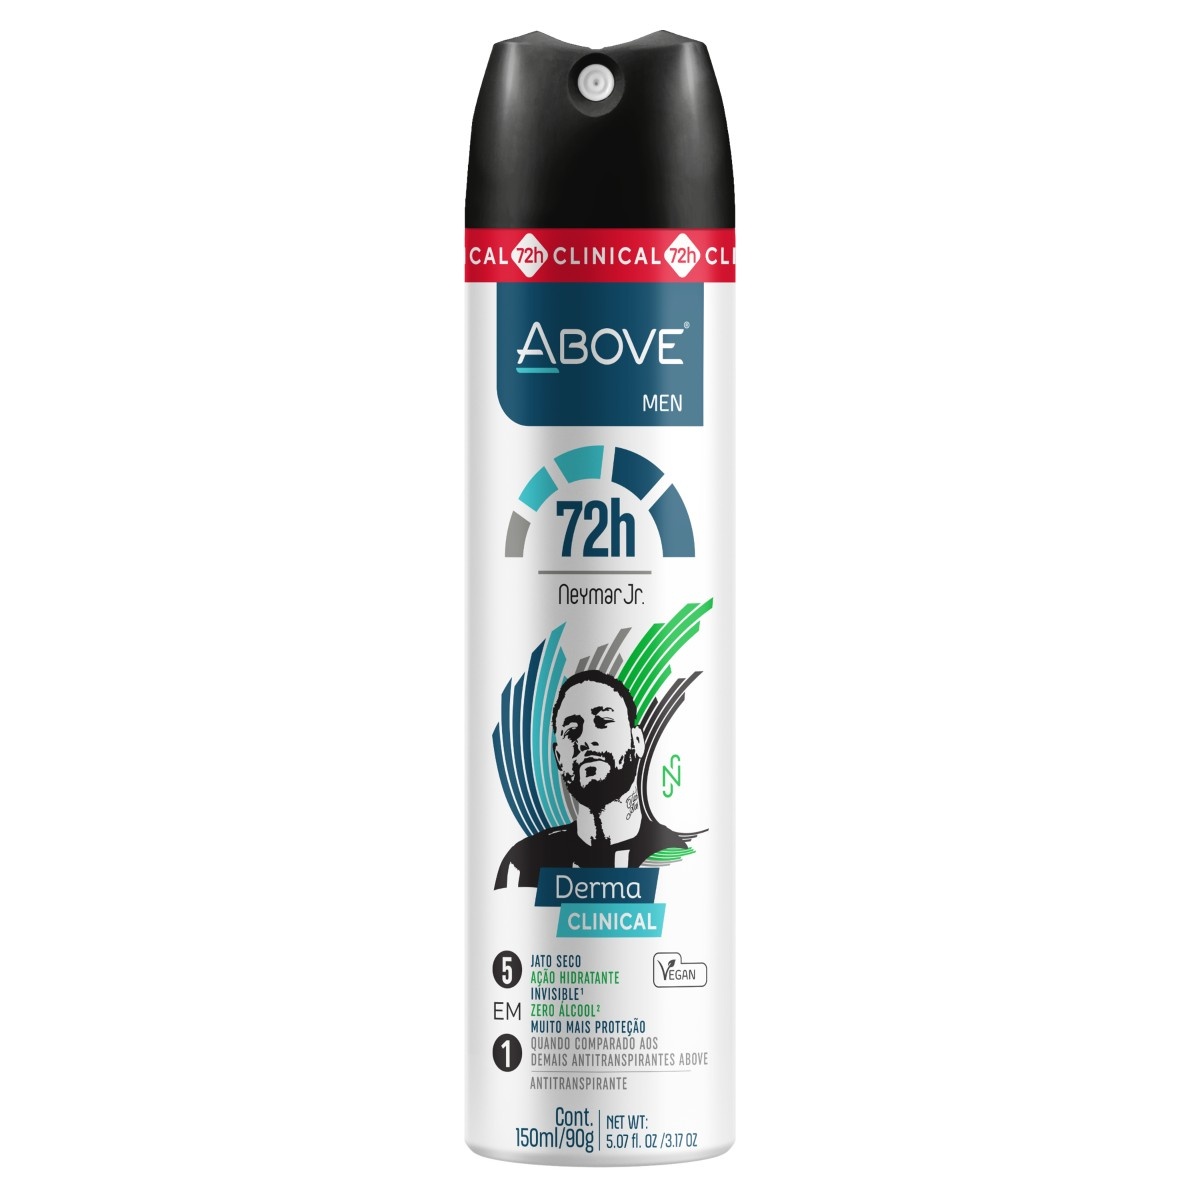 CAL 72h CLINICAL 72h CLI
ABOVE®
MEN
72h
Neymar Jr.
Derma
CLINICAL
5 EM 1
JATO SECO
AÇÃO HIDRATANTE
INVISIBLE¹
ZERO ÁLCOOL²
MUITO MAIS PROTEÇÃO
QUANDO COMPARADO AOS
DEMAIS ANTITRANSPIRANTES ABOVE
ANTITRANSPIRANTE
VEGAN
Cont.
150ml/90g
NET WT:
5.07 fl. oz /3.17 oz